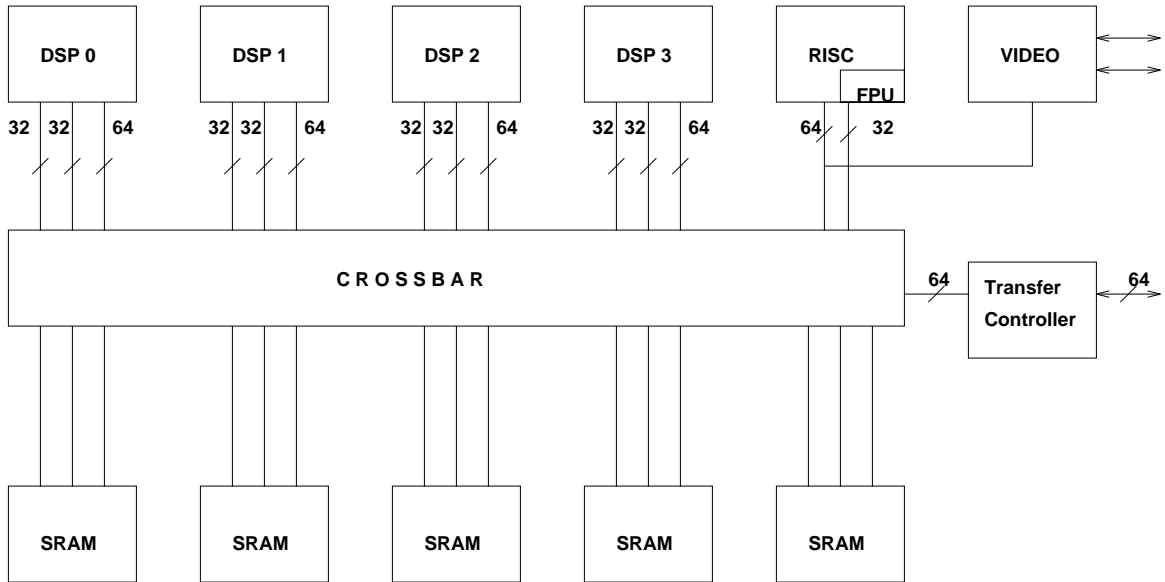 DSP 0
DSP 1
DSP 2
DSP 3
RISC
VIDEO
FPU
32 32 64
32 32 64
32 32 64
32 32 64
64 32
C R O S S B A R
64
Transfer
Controller
64
SRAM
SRAM
SRAM
SRAM
SRAM